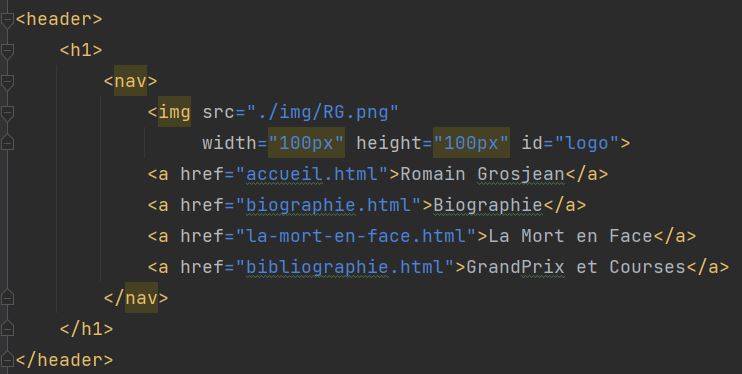 <header>
<h1>
<nav>
<img src="./img/RG.png"
width="100px" height="100px" id="logo">
<a href="accueil.html">Romain Grosjean</a>
<a href="biographie.html">Biographie</a>
<a href="la-mort-en-face.html">La Mort en Face</a>
<a href="bibliographie.html">GrandPrix et Courses</a>
</nav>
</h1>
</header>